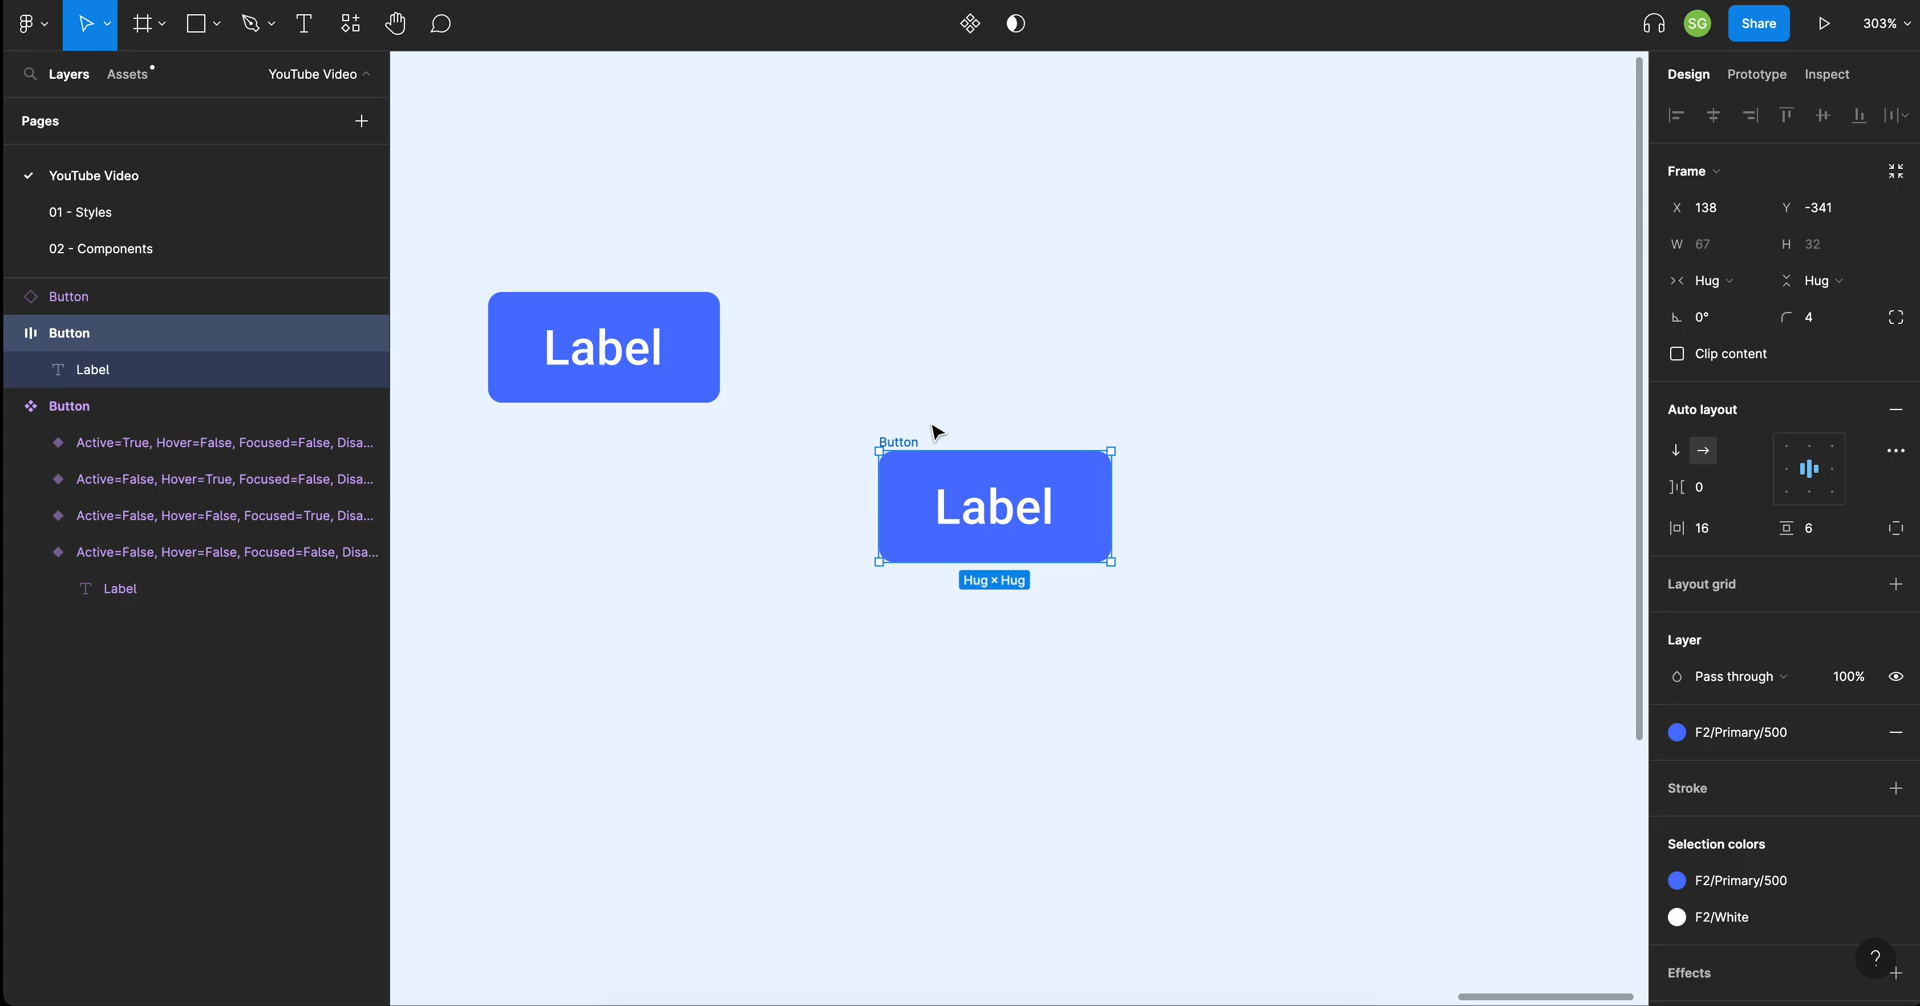 SG
Share
303%
Layers
Assets
YouTube Video
Pages
YouTube Video
01 - Styles
02 - Components
Button
Button
Label
Button
Active=True, Hover=False, Focused=False, Disa...
Active=False, Hover=True, Focused=False, Disa...
Active=False, Hover=False, Focused=True, Disa...
Active=False, Hover=False, Focused=False, Disa...
Label
Label
Button
Label
Hug × Hug
Design Prototype Inspect
Frame
X 138 Y -341
W 67 H 32
Hug Hug
0° 4
Clip content
Auto layout
0
16 6
Layout grid
Layer
Pass through 100%
F2/Primary/500
Stroke
Selection colors
F2/Primary/500
F2/White
Effects
?